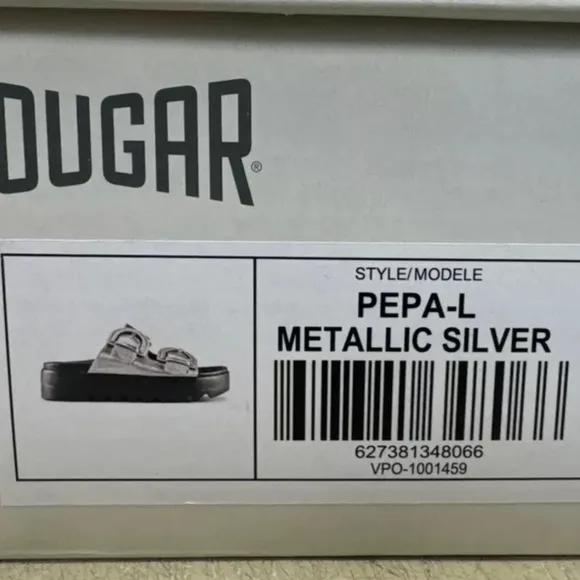 OUGAR®
STYLE/MODELE
PEPA-L
METALLIC SILVER
627381348066
VPO-1001459